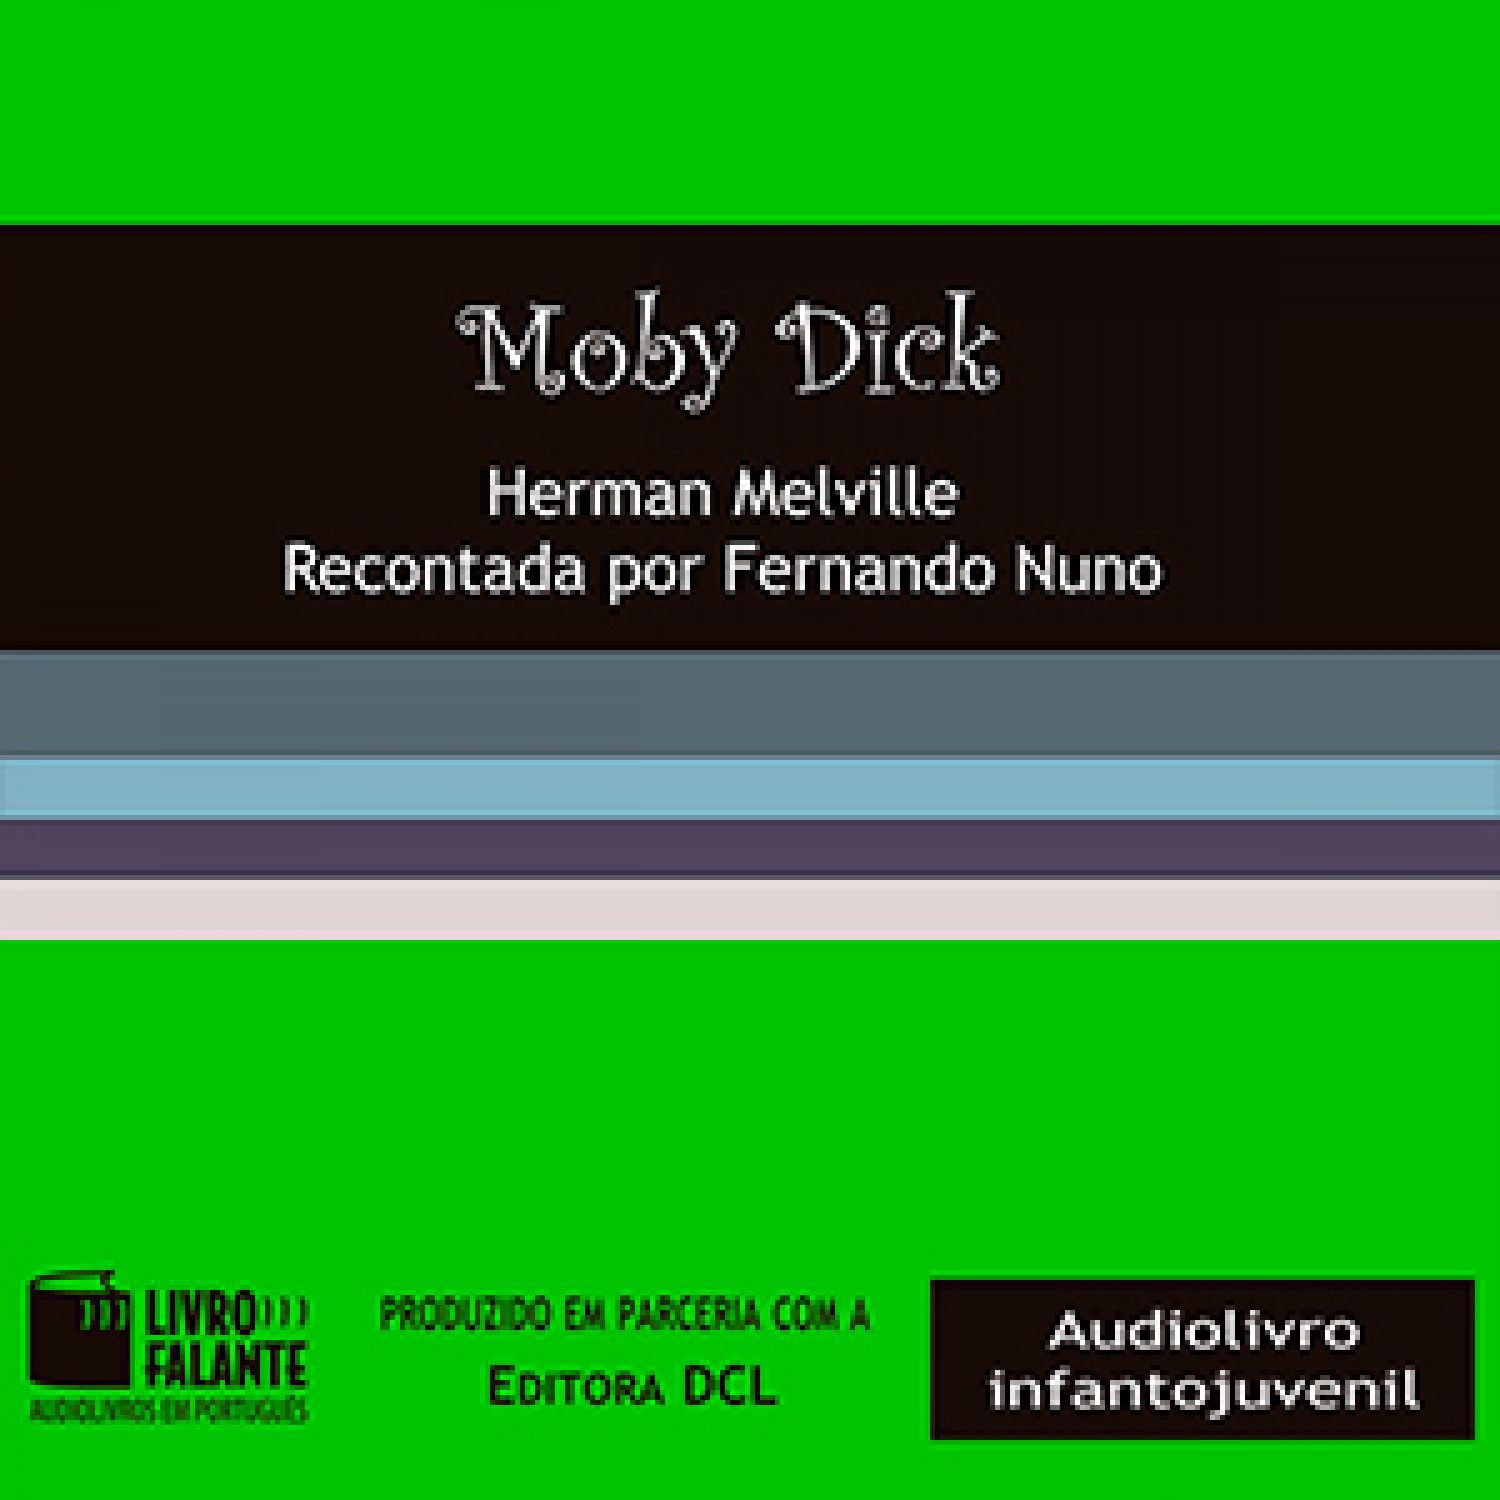 Moby Dick
Herman Melville
Recontada por Fernando Nuno
LIVRO
FALANTE
AUDIOLIVROS EM PORTUGUÊS
PRODUZIDO EM PARCERIA COM A
EDITORA DCL
Audiolivro
infantojuvenil